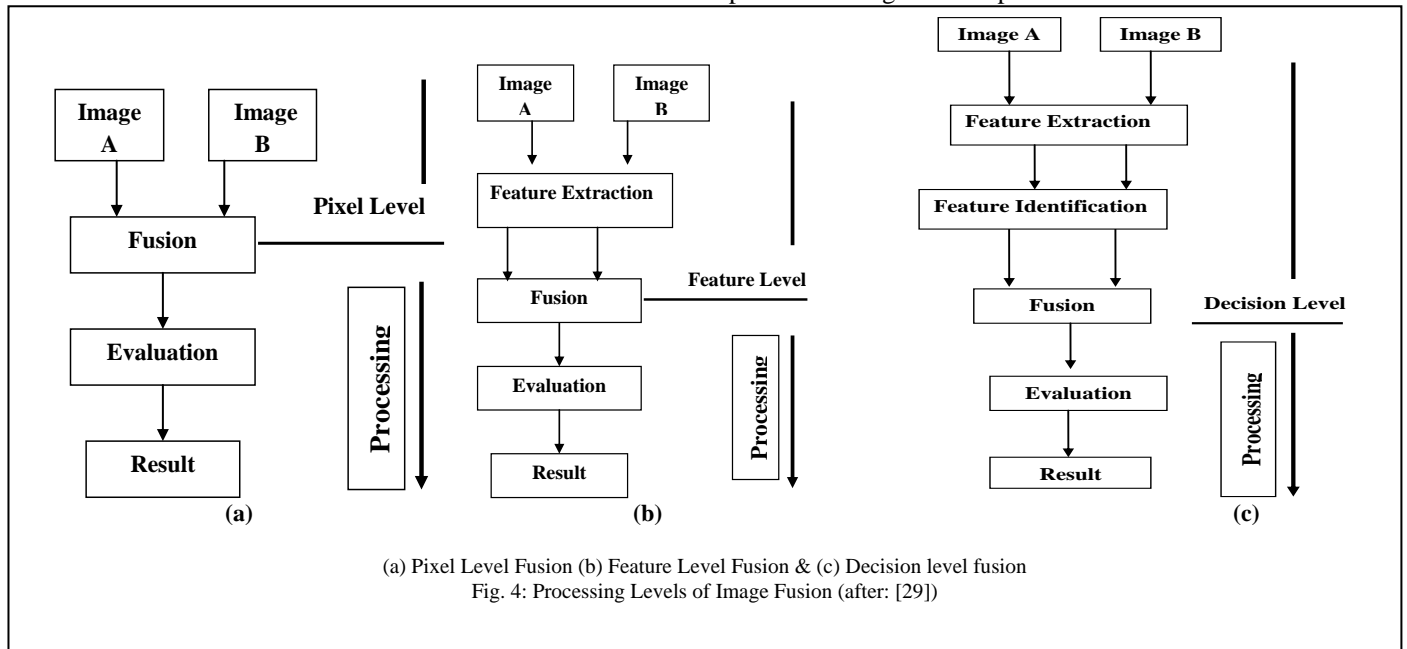 Image
A
Image
B
Pixel Level
Fusion
Evaluation
Result
Processing
(a)
Image
A
Image
B
Feature Extraction
Fusion
Feature Level
Evaluation
Result
Processing
(b)
Image A
Image B
Feature Extraction
Feature Identification
Fusion
Decision Level
Evaluation
Result
Processing
(c)
(a) Pixel Level Fusion (b) Feature Level Fusion & (c) Decision level fusion
Fig. 4: Processing Levels of Image Fusion (after: [29])